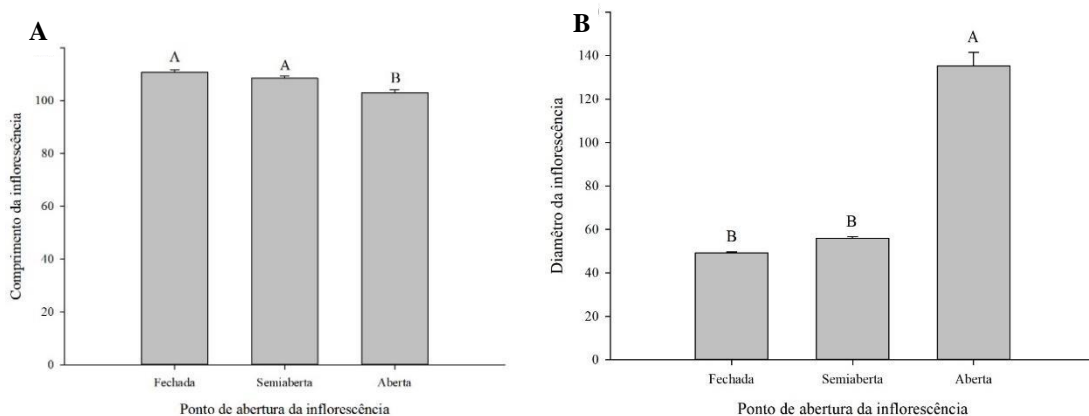 A
Comprimento da inflorescência
100
80
60
40
20
0
A
A
B
Fechada
Semiaberta
Aberta
Ponto de abertura da inflorescência
B
Diamêtro da inflorescência
140
120
100
80
60
40
20
0
B
B
A
Fechada
Semiaberta
Aberta
Ponto de abertura da inflorescência